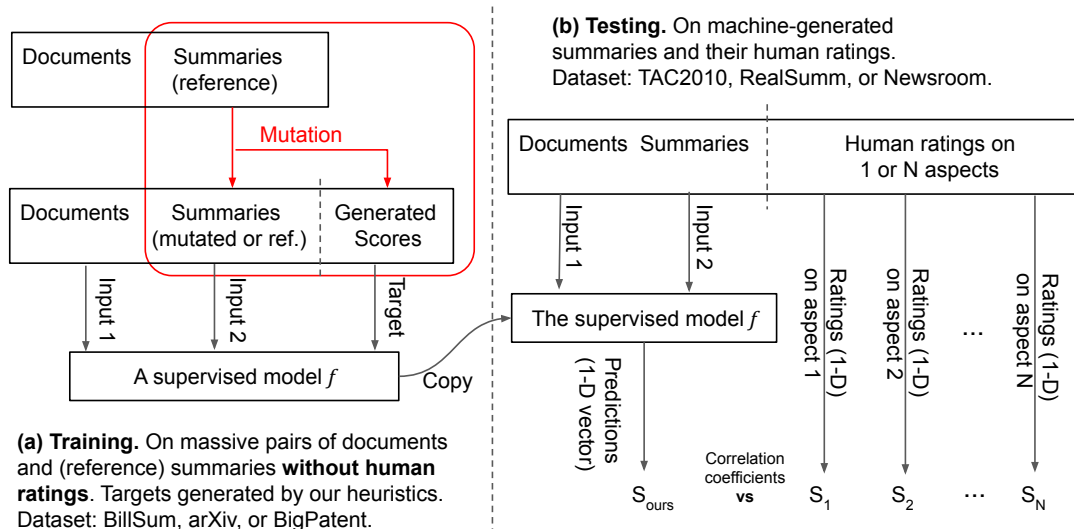 Documents
Summaries
(reference)
Mutation
Documents
Summaries
(mutated or ref.)
Generated
Scores
Input 1
Input 2
Target
A supervised model f
Copy
(a) Training. On massive pairs of documents
and (reference) summaries without human
ratings. Targets generated by our heuristics.
Dataset: BillSum, arXiv, or BigPatent.
(b) Testing. On machine-generated
summaries and their human ratings.
Dataset: TAC2010, RealSumm, or Newsroom.
Documents
Summaries
Human ratings on
1 or N aspects
Input 1
Input 2
The supervised model f
Predictions
(1-D vector)
Ratings (1-D)
on aspect 1
Ratings (1-D)
on aspect 2
...
Ratings (1-D)
on aspect N
Sours
Correlation
coefficients
vs
S1
S2
...
SN